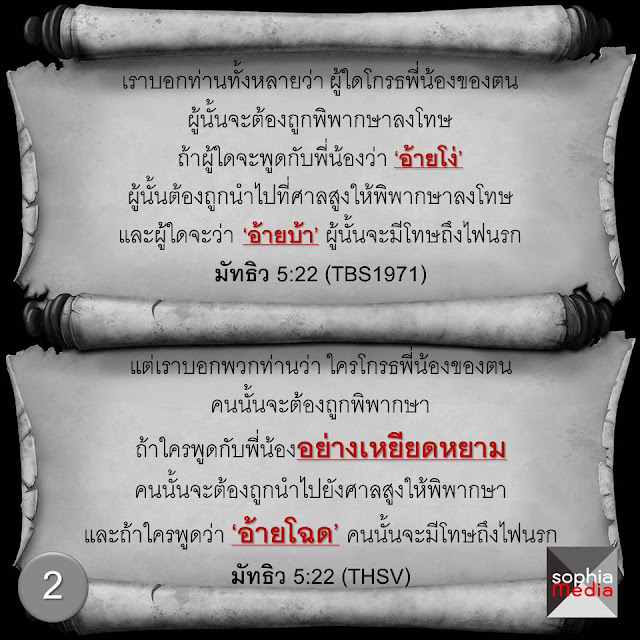 เราบอกท่านทั้งหลายว่า ผู้ใดโกรธพี่น้องของตน
ผู้นั้นจะต้องถูกพิพากษาลงโทษ
ถ้าผู้ใดจะพูดกับพี่น้องว่า ‘อ้ายโง่’
ผู้นั้นต้องถูกนำไปที่ศาลสูงให้พิพากษาลงโทษ
และผู้ใดจะว่า ‘อ้ายบ้า’ ผู้นั้นจะมีโทษถึงไฟนรก
มัทธิว 5:22 (TBS1971)
แต่เราบอกพวกท่านว่า ใครโกรธพี่น้องของตน
คนนั้นจะต้องถูกพิพากษา
ถ้าใครพูดกับพี่น้องอย่างเหยียดหยาม
คนนั้นจะต้องถูกนำไปยังศาลสูงให้พิพากษา
และถ้าใครพูดว่า ‘อ้ายโฉด’ คนนั้นจะมีโทษถึงไฟนรก
มัทธิว 5:22 (THSV)
2
sophia
media